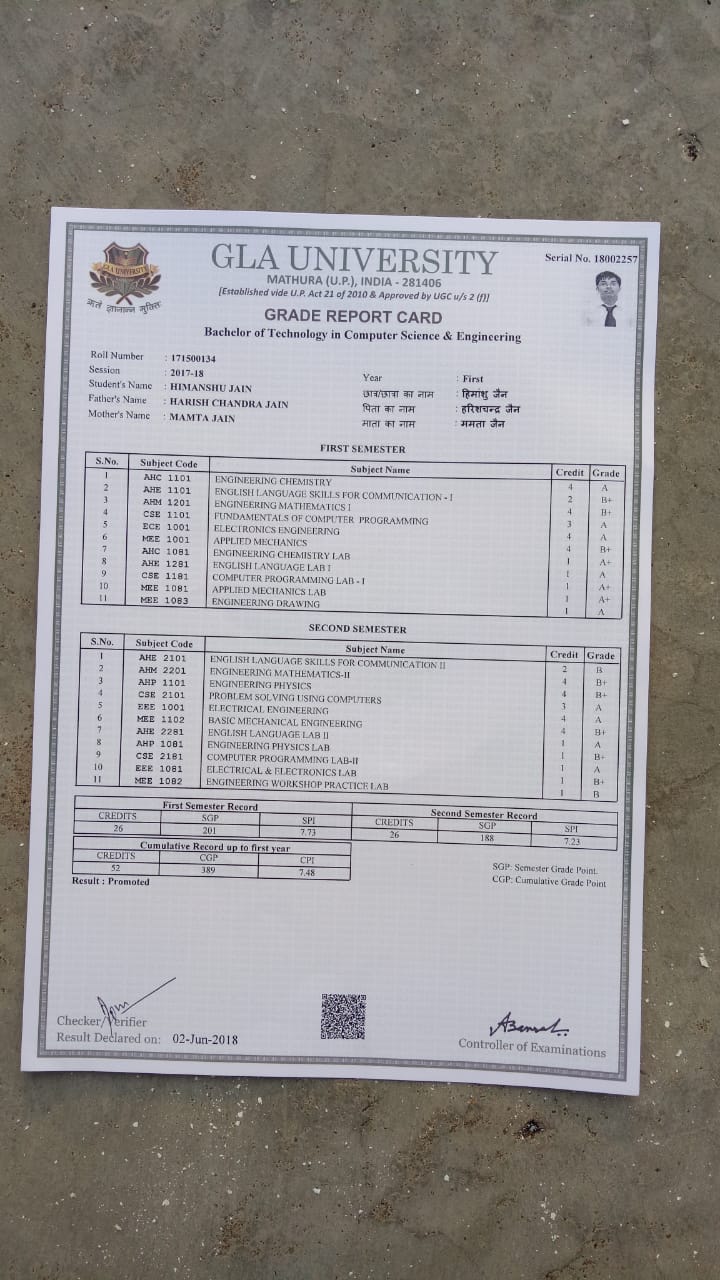 GLA UNIVERSITY
Serial No. 18002257
MATHURA (U.P.), INDIA - 281406
[Established vide U.P. Act 21 of 2010 & Approved by UGC u/s 2 (f)]
GLA UNIVERSITY
GRADE REPORT CARD
Bachelor of Technology in Computer Science & Engineering
Roll Number : 171500134
Session : 2017-18 Year : First
Student's Name : HIMANSHU JAIN छात्र/छात्रा का नाम : हिमांशु जैन
Father's Name : HARISH CHANDRA JAIN पिता का नाम : हरिशचन्द्र जैन
Mother's Name : MAMTA JAIN माता का नाम : ममता जैन
FIRST SEMESTER
S.No. Subject Code Subject Name Credit Grade
1 AHC 1101 ENGINEERING CHEMISTRY 4 A
2 AHE 1101 ENGLISH LANGUAGE SKILLS FOR COMMUNICATION - I 2 B+
3 AHM 1201 ENGINEERING MATHEMATICS I 4 B+
4 CSE 1101 FUNDAMENTALS OF COMPUTER PROGRAMMING 3 A
5 ECE 1001 ELECTRONICS ENGINEERING 4 A
6 MEE 1001 APPLIED MECHANICS 4 B+
7 AHC 1081 ENGINEERING CHEMISTRY LAB 1 A+
8 AHE 1281 ENGLISH LANGUAGE LAB I 1 A
9 CSE 1181 COMPUTER PROGRAMMING LAB - I 1 A+
10 MEE 1081 APPLIED MECHANICS LAB 1 A+
11 MEE 1083 ENGINEERING DRAWING 1 A
SECOND SEMESTER
S.No. Subject Code Subject Name Credit Grade
1 AHE 2101 ENGLISH LANGUAGE SKILLS FOR COMMUNICATION II 2 B
2 AHM 2201 ENGINEERING MATHEMATICS-II 4 B+
3 AHP 1101 ENGINEERING PHYSICS 4 B+
4 CSE 2101 PROBLEM SOLVING USING COMPUTERS 3 A
5 EEE 1001 ELECTRICAL ENGINEERING 4 A
6 MEE 1102 BASIC MECHANICAL ENGINEERING 4 B+
7 AHE 2281 ENGLISH LANGUAGE LAB II 1 A
8 AHP 1081 ENGINEERING PHYSICS LAB 1 B+
9 CSE 2181 COMPUTER PROGRAMMING LAB-II 1 A
10 EEE 1081 ELECTRICAL & ELECTRONICS LAB 1 B+
11 MEE 1082 ENGINEERING WORKSHOP PRACTICE LAB 1 B
First Semester Record Second Semester Record
CREDITS SGP SPI CREDITS SGP SPI
26 201 7.73 26 188 7.23
Cumulative Record up to first year
CREDITS CGP CPI
52 389 7.48
SGP: Semester Grade Point.
CGP: Cumulative Grade Point
Result : Promoted
Checker/Verifier
Result Declared on: 02-Jun-2018
Controller of Examinations